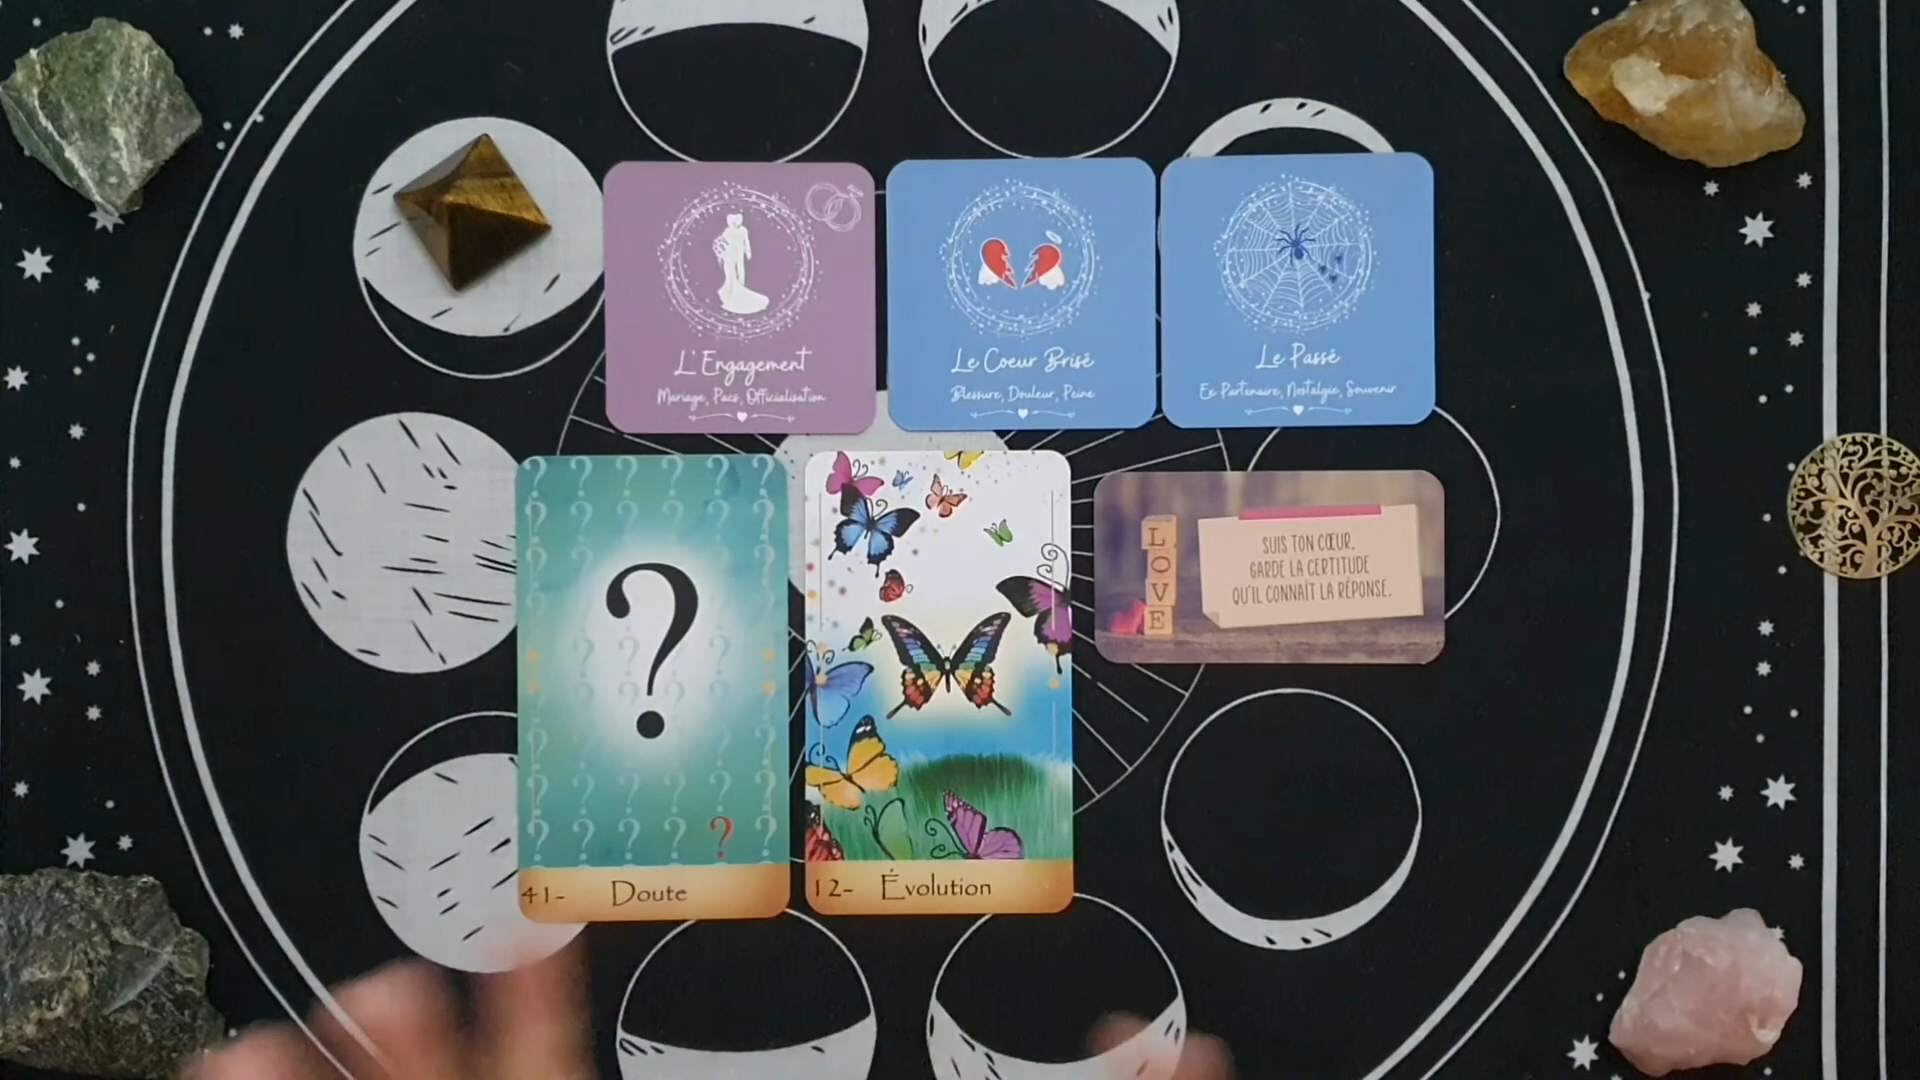 L'Engagement
Mariage, Pacs, Officialisation
Le Coeur Brisé
Blessure, Douleur, Peine
Le Passé
Ex Partenaire, Nostalgie, Souvenir
?
41- Doute
12- Évolution
LOVE
SUIS TON CŒUR,
GARDE LA CERTITUDE
QU'IL CONNAÎT LA RÉPONSE.